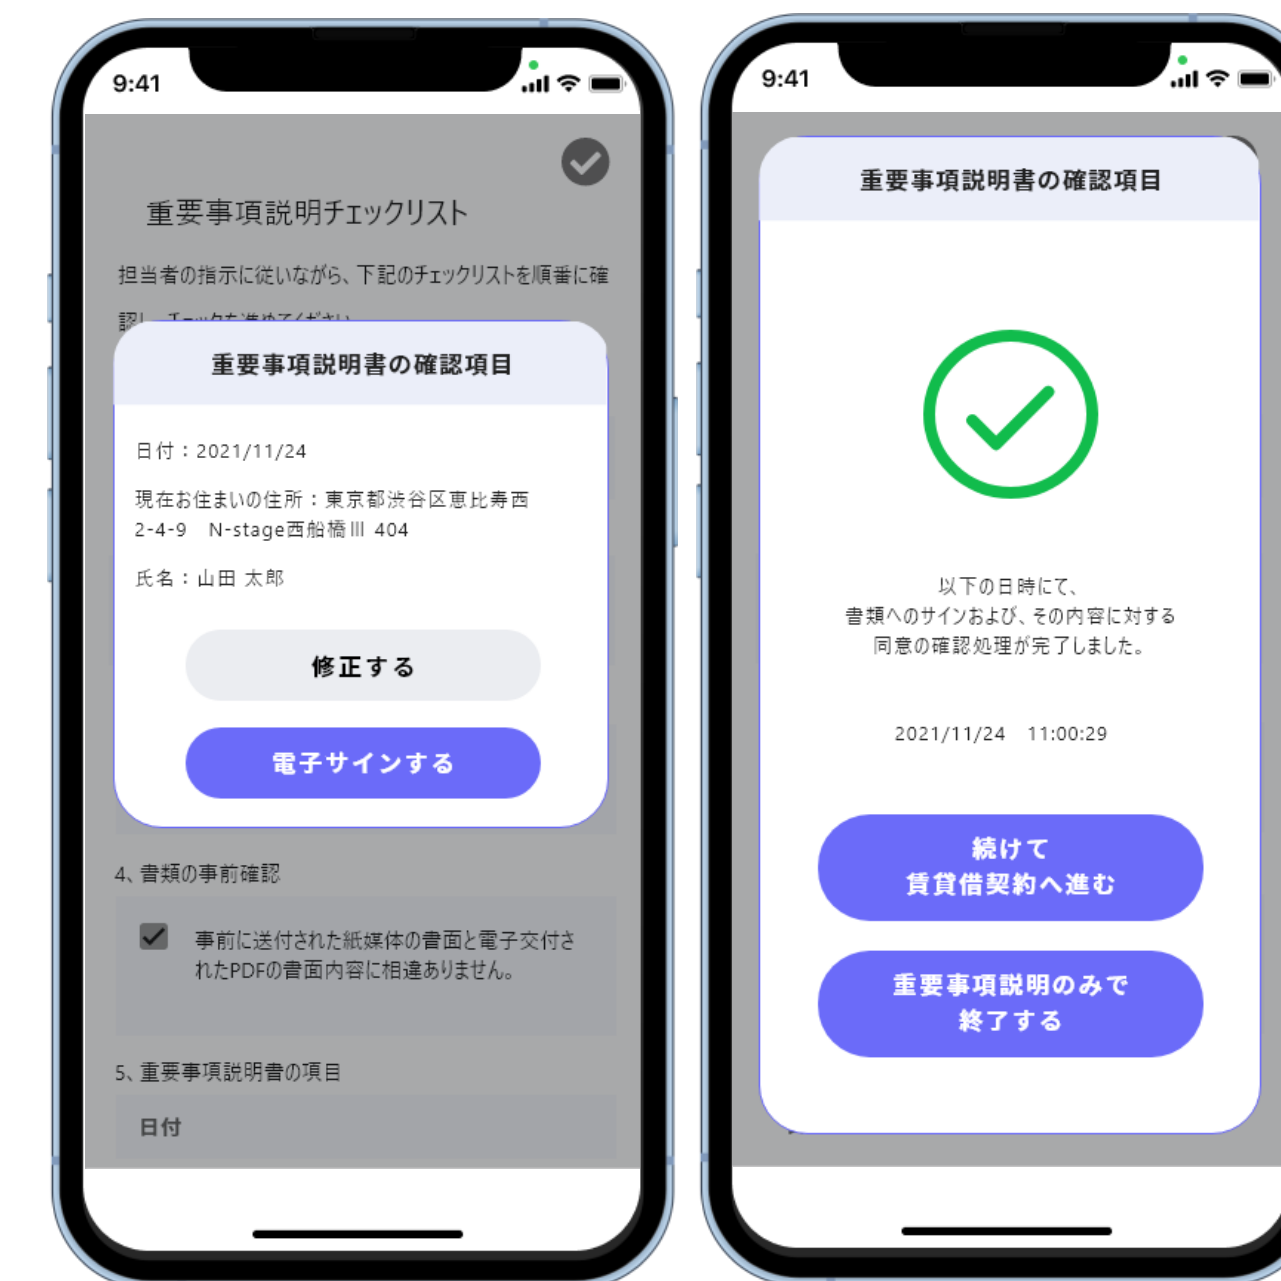 9:41
重要事項説明チェックリスト
担当者の指示に従いながら、下記のチェックリストを順番に確
重要事項説明書の確認項目
日付：2021/11/24
現在お住まいの住所：東京都渋谷区恵比寿西
2-4-9　N-stage西船橋Ⅲ 404
氏名：山田 太郎
修正する
電子サインする
4、書類の事前確認
事前に送付された紙媒体の書面と電子交付さ
れたPDFの書面内容に相違ありません。
5、重要事項説明書の項目
日付
9:41
重要事項説明書の確認項目
以下の日時にて、
書類へのサインおよび、その内容に対する
同意の確認処理が完了しました。
2021/11/24　11:00:29
続けて
賃貸借契約へ進む
重要事項説明のみで
終了する